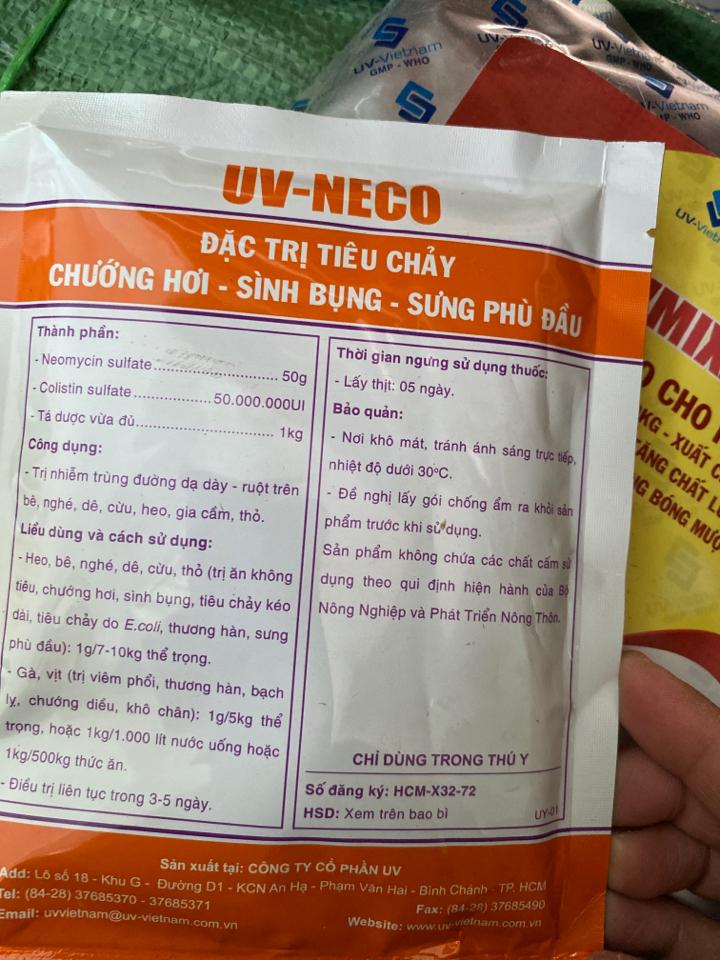 UV-Vietnam
GMP - WHO
UV-Vietnam
GMP - WHO
UV-NECO
ĐẶC TRỊ TIÊU CHẢY
CHƯỚNG HƠI - SÌNH BỤNG - SƯNG PHÙ ĐẦU
Thành phần:
- Neomycin sulfate.............................. 50g
- Colistin sulfate...................50.000.000UI
- Tá dược vừa đủ................................ 1kg
Công dụng:
- Trị nhiễm trùng đường dạ dày - ruột trên
bê, nghé, dê, cừu, heo, gia cầm, thỏ.
Liều dùng và cách sử dụng:
- Heo, bê, nghé, dê, cừu, thỏ (trị ăn không
tiêu, chướng hơi, sình bụng, tiêu chảy kéo
dài, tiêu chảy do E.coli, thương hàn, sưng
phù đầu): 1g/7-10kg thể trọng.
- Gà, vịt (trị viêm phổi, thương hàn, bạch
lỵ, chướng diều, khô chân): 1g/5kg thể
trọng, hoặc 1kg/1.000 lít nước uống hoặc
1kg/500kg thức ăn.
- Điều trị liên tục trong 3-5 ngày.
Thời gian ngưng sử dụng thuốc:
- Lấy thịt: 05 ngày.
Bảo quản:
- Nơi khô mát, tránh ánh sáng trực tiếp,
nhiệt độ dưới 30ºC.
- Đề nghị lấy gói chống ẩm ra khỏi sản
phẩm trước khi sử dụng.
Sản phẩm không chứa các chất cấm sử
dụng theo qui định hiện hành của Bộ
Nông Nghiệp và Phát Triển Nông Thôn.
CHỈ DÙNG TRONG THÚ Y
Số đăng ký: HCM-X32-72
HSD: Xem trên bao bì UY-01
Sản xuất tại: CÔNG TY CỔ PHẦN UV
Add: Lô số 18 - Khu G - Đường D1 - KCN An Hạ - Phạm Văn Hai - Bình Chánh - TP. HCM
Tel: (84-28) 37685370 - 37685371 Fax: (84-28) 37685490
Email: uvvietnam@uv-vietnam.com.vn Website: www.uv-vietnam.com.vn
CHO
KG - XUẤT
TĂNG CHẤT
BÓNG MƯỢ